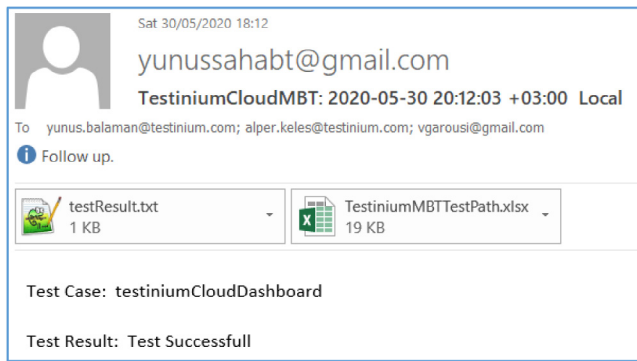 Sat 30/05/2020 18:12
yunussahabt@gmail.com
TestiniumCloudMBT: 2020-05-30 20:12:03 +03:00 Local
To yunus.balaman@testinium.com; alper.keles@testinium.com; vgarousi@gmail.com
Follow up.
testResult.txt
1 KB
TestiniumMBTTestPath.xlsx
19 KB
Test Case: testiniumCloudDashboard
Test Result: Test Successfull